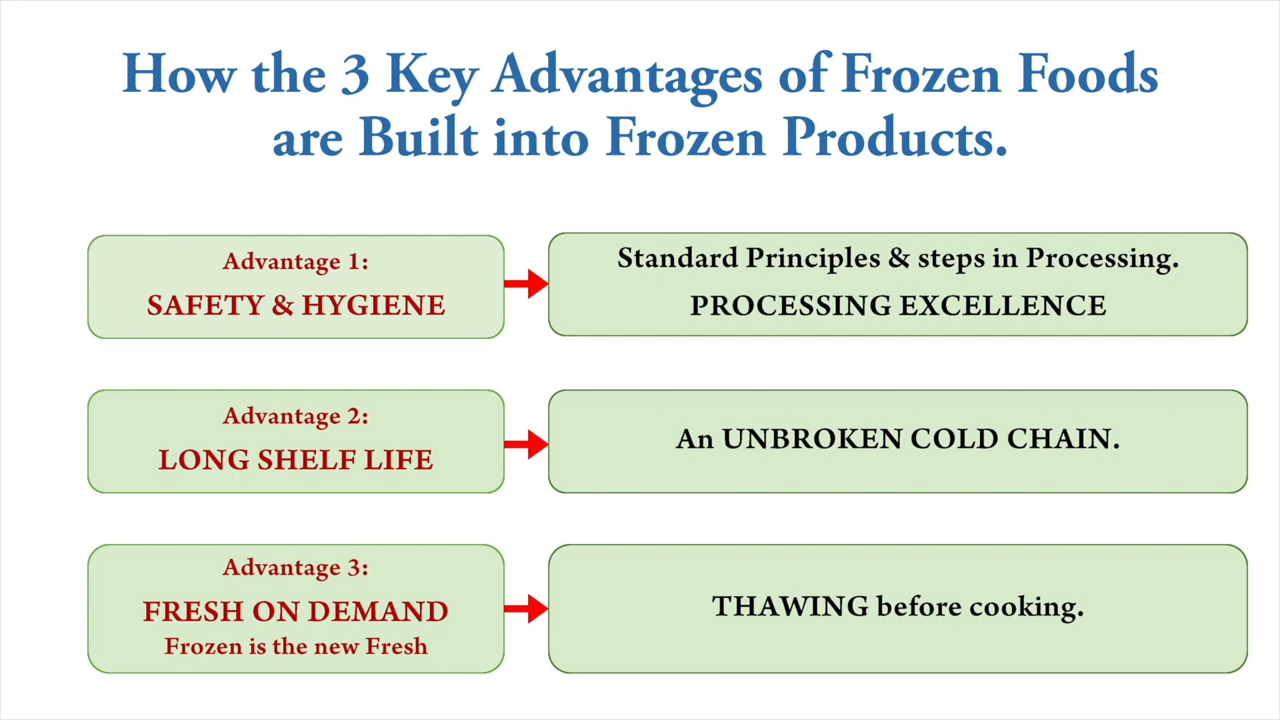 How the 3 Key Advantages of Frozen Foods
are Built into Frozen Products.
Advantage 1:
SAFETY & HYGIENE
Standard Principles & steps in Processing.
PROCESSING EXCELLENCE
Advantage 2:
LONG SHELF LIFE
An UNBROKEN COLD CHAIN.
Advantage 3:
FRESH ON DEMAND
Frozen is the new Fresh
THAWING before cooking.